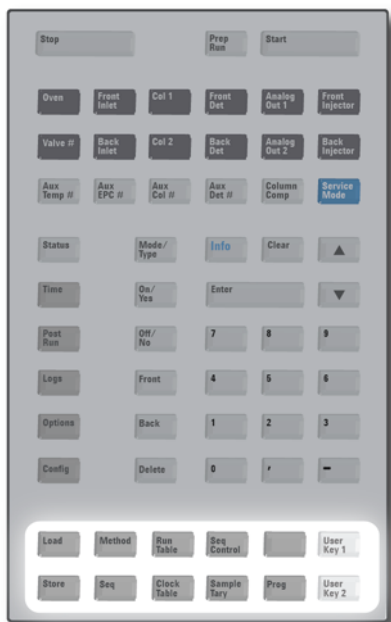 Stop
Prep
Run
Start
Oven
Front
Inlet
Col 1
Front
Det
Analog
Out 1
Front
Injector
Valve #
Back
Inlet
Col 2
Back
Det
Analog
Out 2
Back
Injector
Aux
Temp #
Aux
EPC #
Aux
Col #
Aux
Det #
Column
Comp
Service
Mode
Status
Mode/
Type
Info
Clear
▲
Time
On/
Yes
Enter
▼
Post
Run
Off/
No
7
8
9
Logs
Front
4
5
6
Options
Back
1
2
3
Config
Delete
0
,
-
Load
Method
Run
Table
Seq
Control
User
Key 1
Store
Seq
Clock
Table
Sample
Tary
Prog
User
Key 2